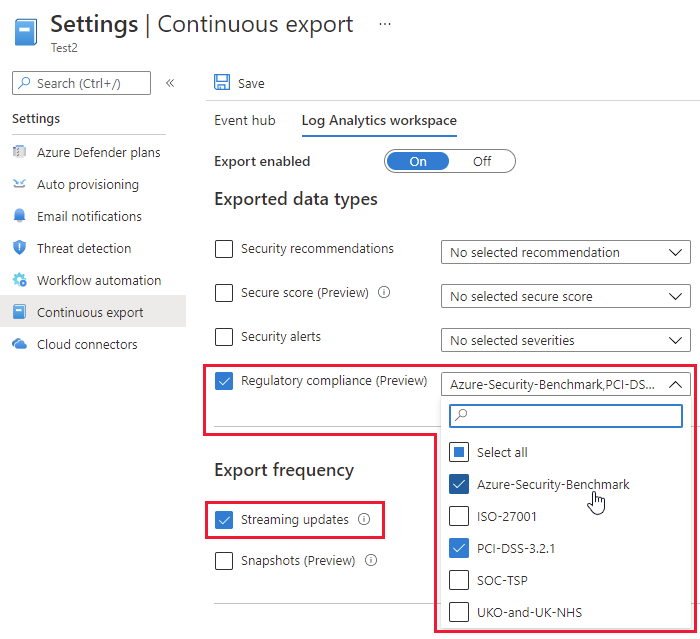 Settings | Continuous export ...
Test2
Search (Ctrl+/)
«
Settings
Azure Defender plans
Auto provisioning
Email notifications
Threat detection
Workflow automation
Continuous export
Cloud connectors
Save
Event hub Log Analytics workspace
Export enabled On Off
Exported data types
Security recommendations No selected recommendation
Secure score (Preview) No selected secure score
Security alerts No selected severities
Regulatory compliance (Preview) Azure-Security-Benchmark,PCI-DS...
Select all
Azure-Security-Benchmark
ISO-27001
PCI-DSS-3.2.1
SOC-TSP
UKO-and-UK-NHS
Export frequency
Streaming updates
Snapshots (Preview)